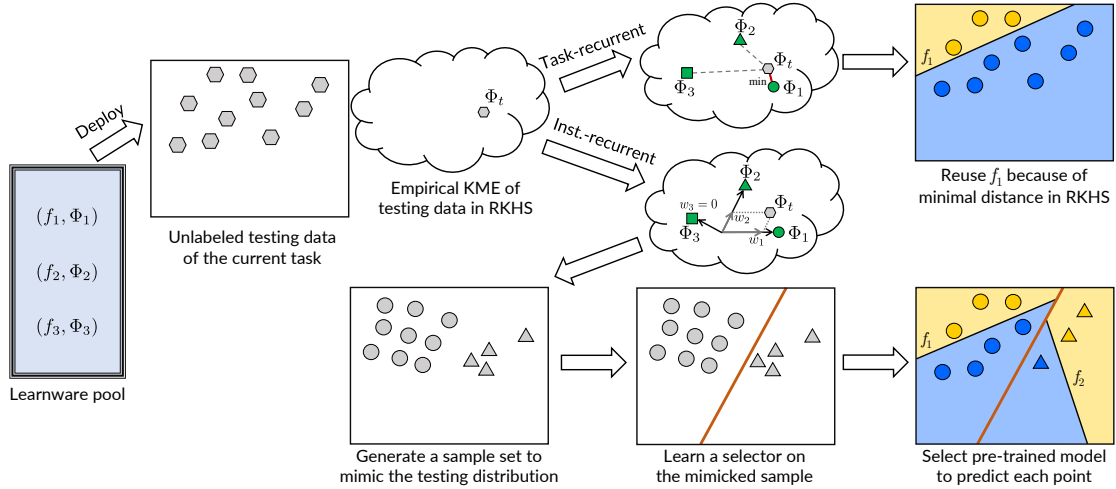 Deploy
(f₁, Φ₁)
(f₂, Φ₂)
(f₃, Φ₃)
Learnware pool
Unlabeled testing data
of the current task
Φₜ
Empirical KME of
testing data in RKHS
Task-recurrent
Φ₂
Φₜ
Φ₃
min
Φ₁
f₁
Reuse f₁ because of
minimal distance in RKHS
Inst.-recurrent
Φ₂
w₃ = 0
Φₜ
w₂
Φ₃
w₁
Φ₁
Generate a sample set to
mimic the testing distribution
Learn a selector on
the mimicked sample
f₁
f₂
Select pre-trained model
to predict each point